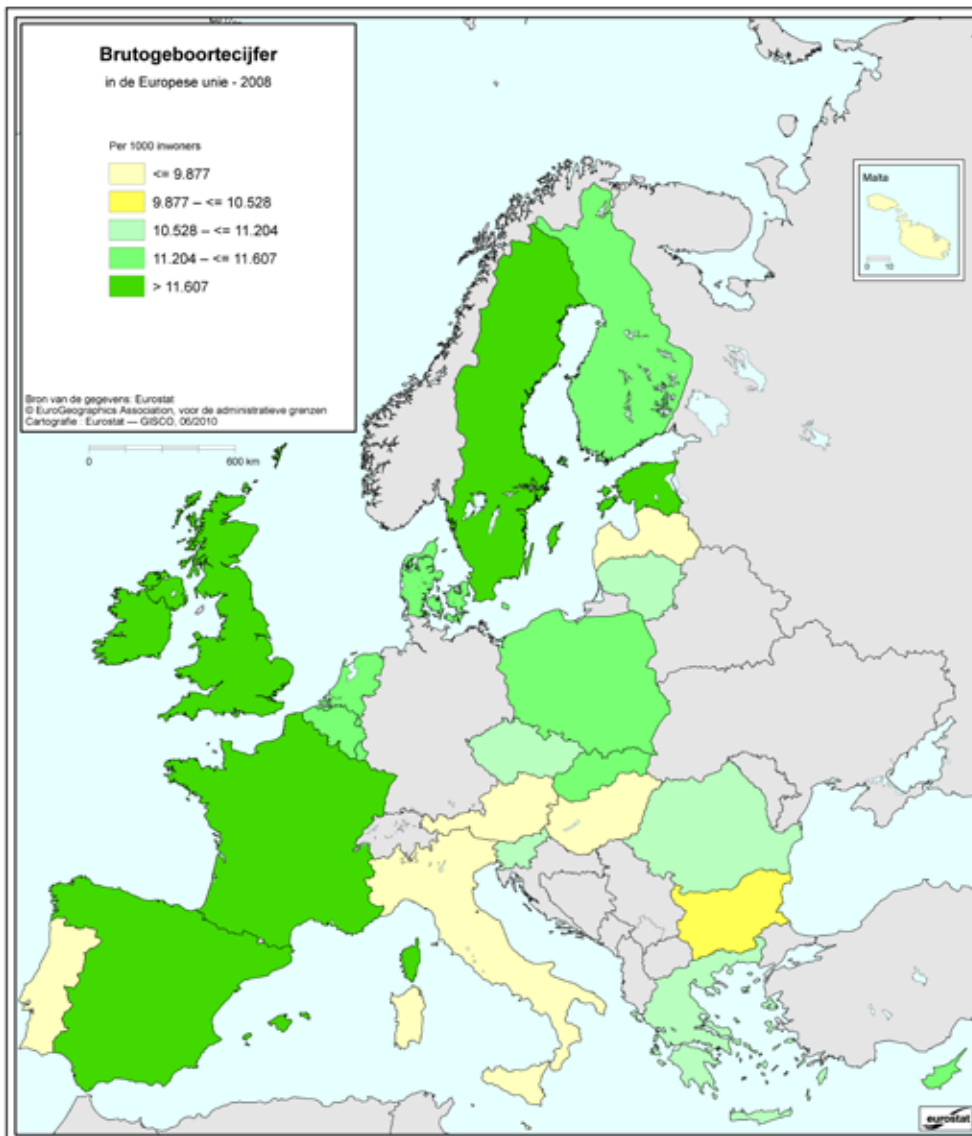 Brutogeboortecijfer
in de Europese unie - 2008
Per 1000 inwoners
<= 9.877
9.877 – <= 10.528
10.528 – <= 11.204
11.204 – <= 11.607
> 11.607
Bron van de gegevens: Eurostat
© EuroGeographics Association, voor de administratieve grenzen
Cartografie : Eurostat — GISCO, 06/2010
0 600 km
Malta
0 10
eurostat